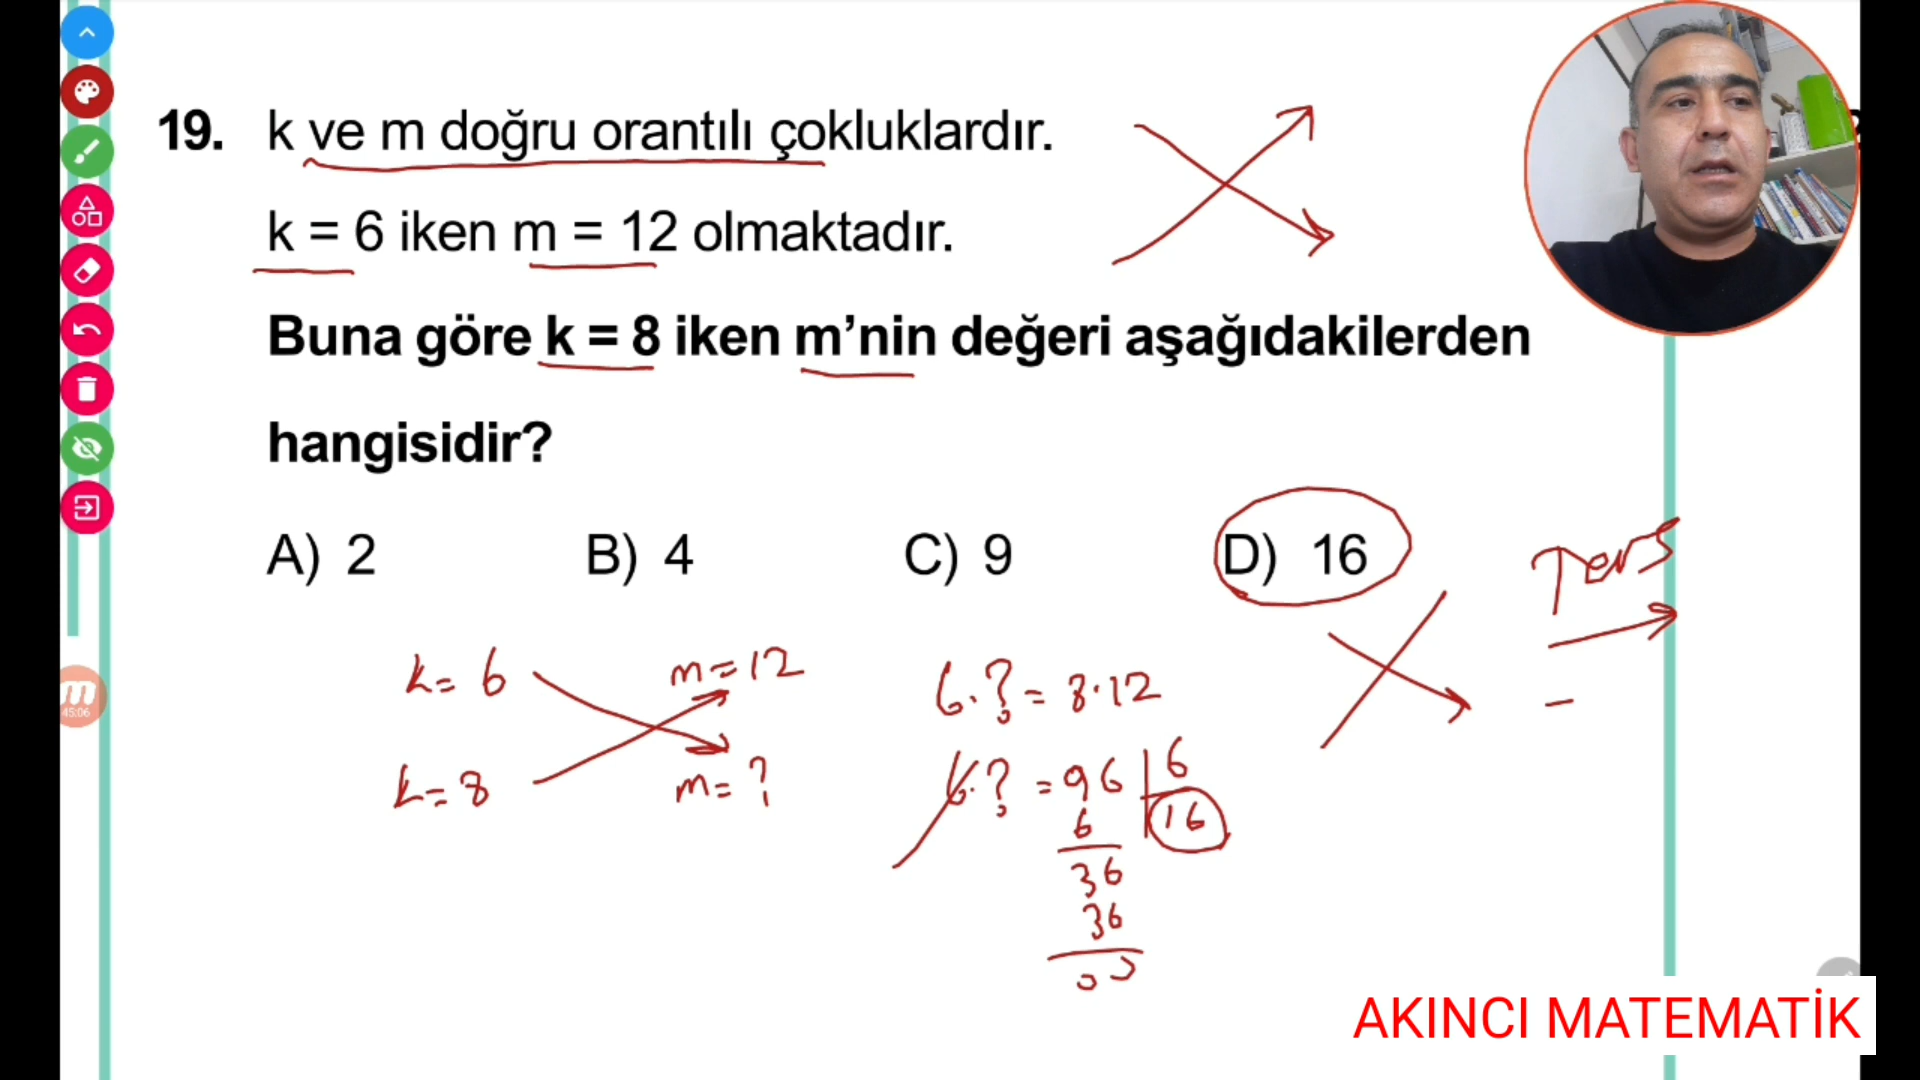 19. k ve m doğru orantılı çokluklardır.
k = 6 iken m = 12 olmaktadır.
Buna göre k = 8 iken m’nin değeri aşağıdakilerden
hangisidir?
A) 2 B) 4 C) 9 D) 16
Ters
k= 6 m=12
k=8 m=?
6.?=8.12
6.?=96 6
16
6
36
36
00
45:06
AKINCI MATEMATİK